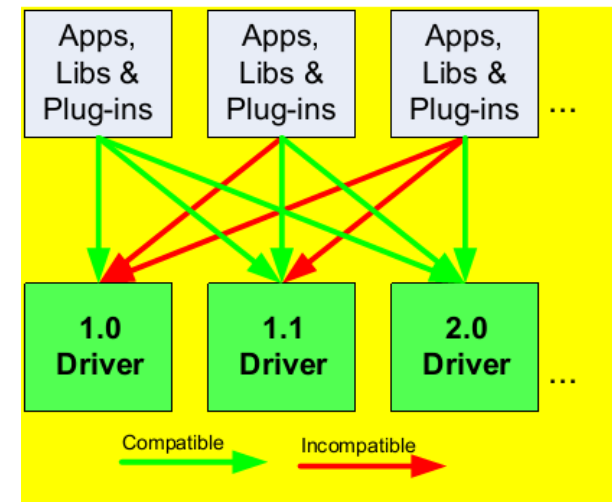 Apps,
Libs &
Plug-ins
Apps,
Libs &
Plug-ins
Apps,
Libs &
Plug-ins
...
1.0
Driver
1.1
Driver
2.0
Driver
...
Compatible
Incompatible